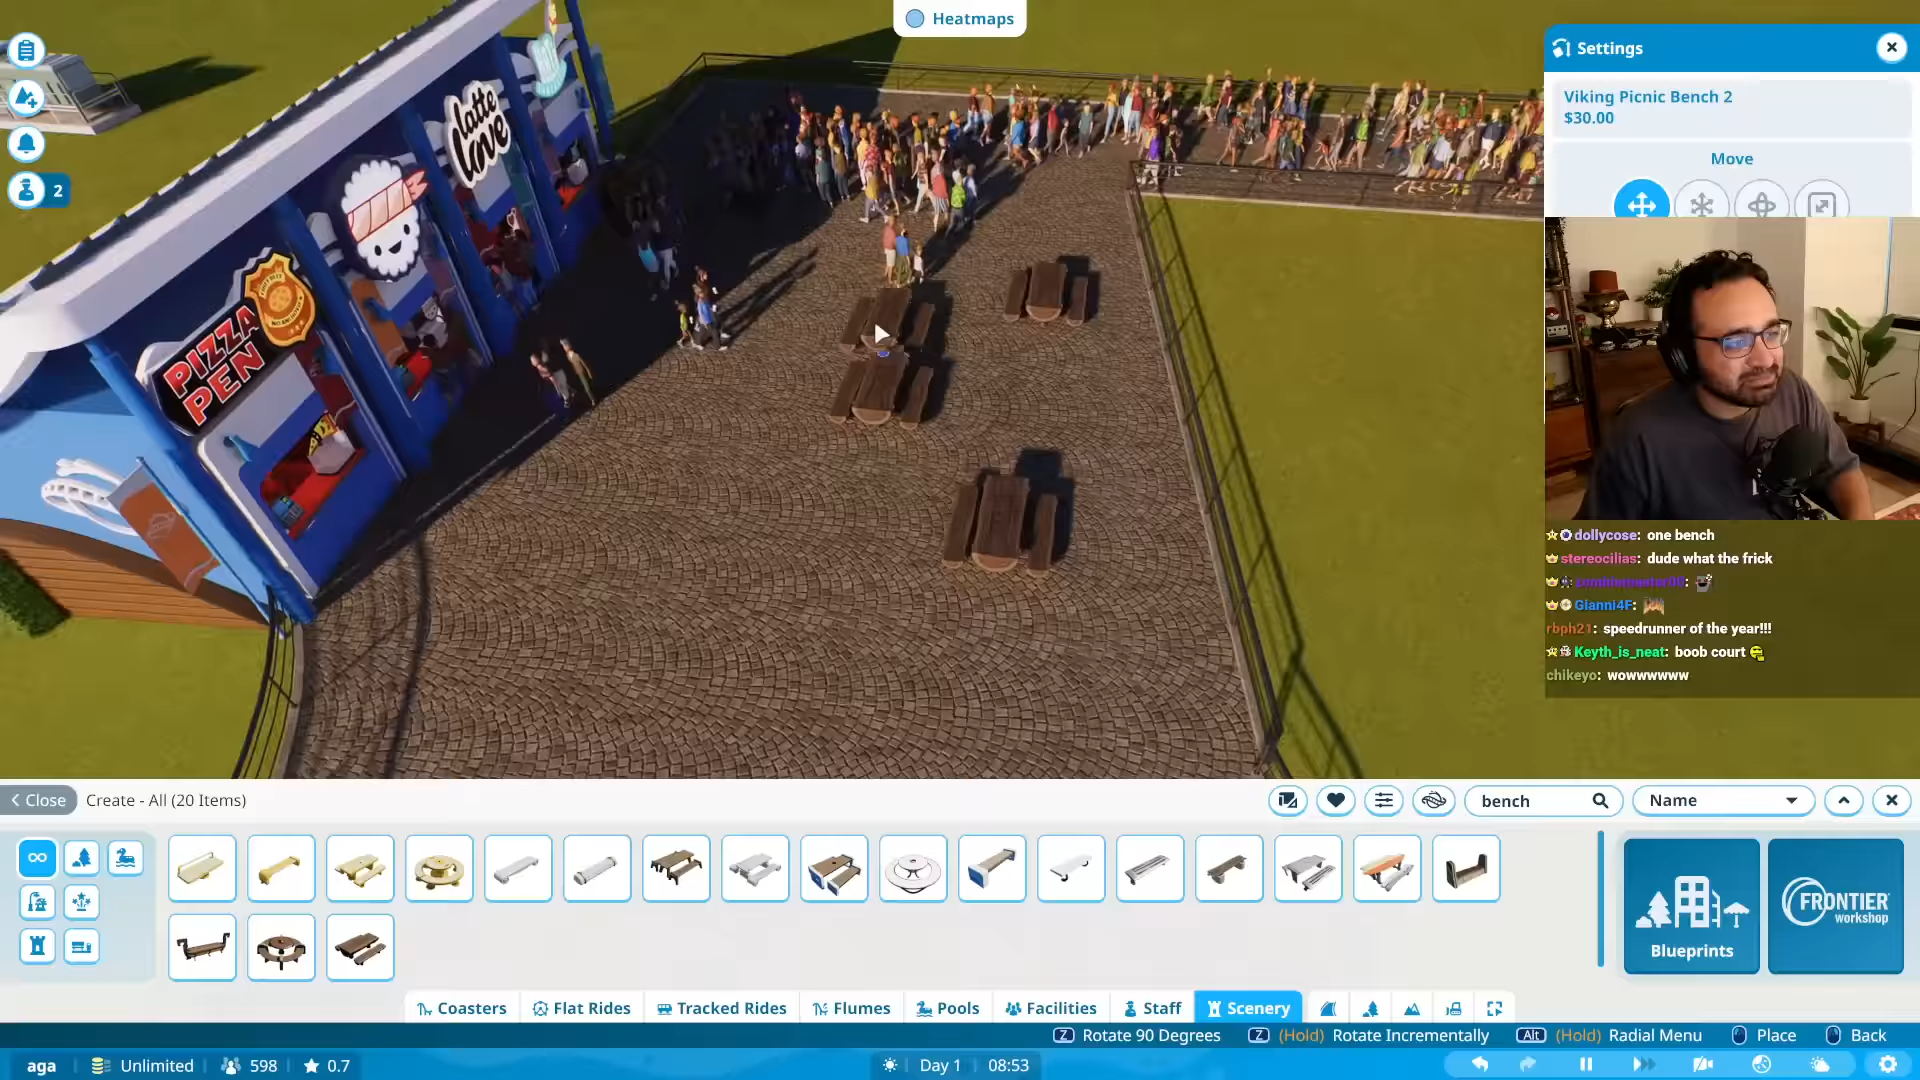 Heatmaps
2
latte
love
PIZZA
PEN
Settings
Viking Picnic Bench 2
$30.00
Move
dollycose: one bench
stereocilias: dude what the frick
Gianni4F:
rbph21: speedrunner of the year!!!
Keyth_is_neat: boob court
chikeyo: wowwwwww
Close
Create - All (20 Items)
bench
Name
Blueprints
FRONTIER
workshop
Coasters
Flat Rides
Tracked Rides
Flumes
Pools
Facilities
Staff
Scenery
Z Rotate 90 Degrees
Z (Hold) Rotate Incrementally
Alt (Hold) Radial Menu
Place
Back
aga
Unlimited
598
0.7
Day 1
08:53